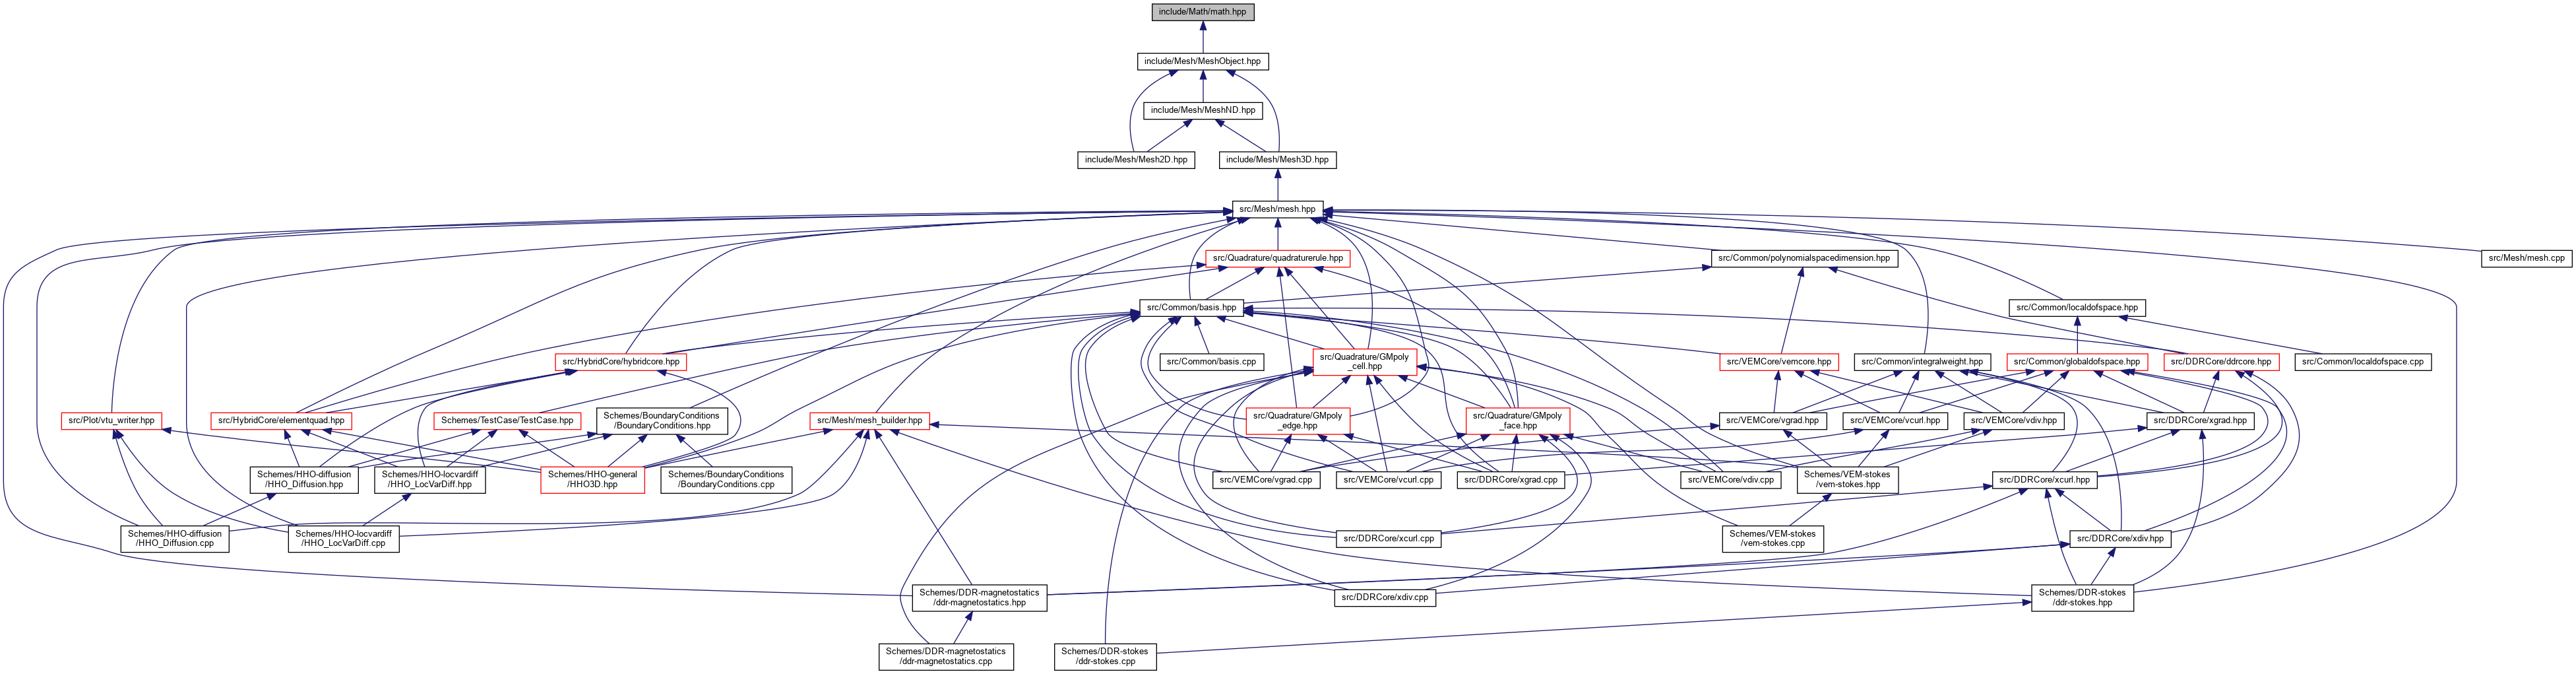 include/Math/math.hpp
include/Mesh/MeshObject.hpp
include/Mesh/MeshND.hpp
include/Mesh/Mesh2D.hpp
include/Mesh/Mesh3D.hpp
src/Mesh/mesh.hpp
src/Quadrature/quadraturerule.hpp
src/Common/polynomialspacedimension.hpp
src/Mesh/mesh.cpp
src/Common/basis.hpp
src/Common/localdofspace.hpp
src/HybridCore/hybridcore.hpp
src/Common/basis.cpp
src/Quadrature/GMpoly
_cell.hpp
src/VEMCore/vemcore.hpp
src/Common/integralweight.hpp
src/Common/globaldofspace.hpp
src/DDRCore/ddrcore.hpp
src/Common/localdofspace.cpp
src/Plot/vtu_writer.hpp
src/HybridCore/elementquad.hpp
Schemes/TestCase/TestCase.hpp
Schemes/BoundaryConditions
/BoundaryConditions.hpp
src/Mesh/mesh_builder.hpp
src/Quadrature/GMpoly
_edge.hpp
src/Quadrature/GMpoly
_face.hpp
src/VEMCore/vgrad.hpp
src/VEMCore/vcurl.hpp
src/VEMCore/vdiv.hpp
src/DDRCore/xgrad.hpp
Schemes/HHO-diffusion
/HHO_Diffusion.hpp
Schemes/HHO-locvardiff
/HHO_LocVarDiff.hpp
Schemes/HHO-general
/HHO3D.hpp
Schemes/BoundaryConditions
/BoundaryConditions.cpp
src/VEMCore/vgrad.cpp
src/VEMCore/vcurl.cpp
src/DDRCore/xgrad.cpp
src/VEMCore/vdiv.cpp
Schemes/VEM-stokes
/vem-stokes.hpp
src/DDRCore/xcurl.hpp
Schemes/HHO-diffusion
/HHO_Diffusion.cpp
Schemes/HHO-locvardiff
/HHO_LocVarDiff.cpp
src/DDRCore/xcurl.cpp
Schemes/VEM-stokes
/vem-stokes.cpp
src/DDRCore/xdiv.hpp
Schemes/DDR-magnetostatics
/ddr-magnetostatics.hpp
src/DDRCore/xdiv.cpp
Schemes/DDR-stokes
/ddr-stokes.hpp
Schemes/DDR-magnetostatics
/ddr-magnetostatics.cpp
Schemes/DDR-stokes
/ddr-stokes.cpp